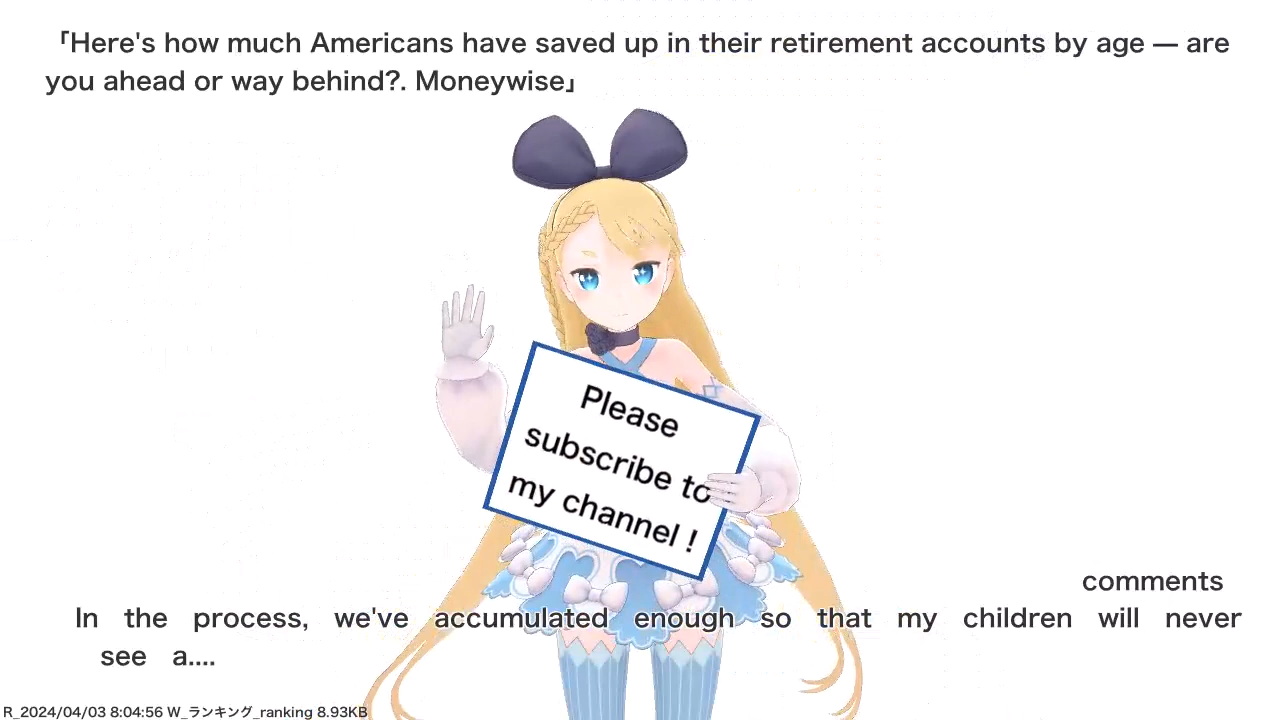 「Here's how much Americans have saved up in their retirement accounts by age — are
you ahead or way behind?. Moneywise」
Please
subscribe to
my channel !
comments
In the process, we've accumulated enough so that my children will never
see a....
R_2024/04/03 8:04:56 W_ランキング_ranking 8.93KB